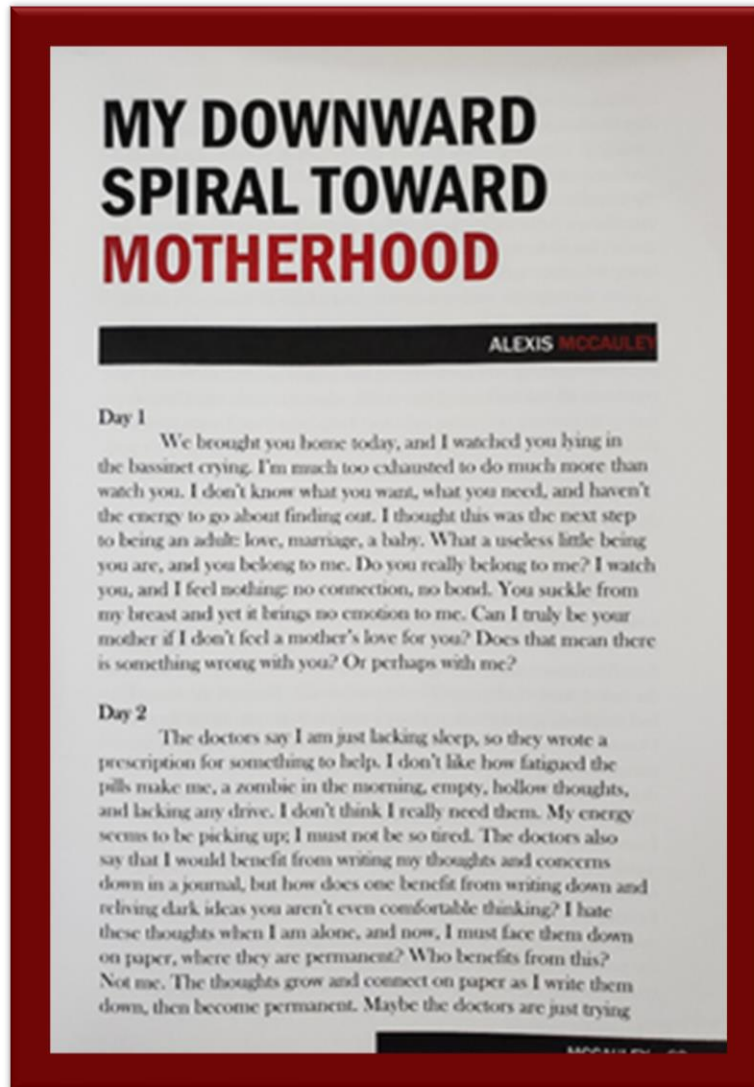 MY DOWNWARD
SPIRAL TOWARD
MOTHERHOOD
ALEXIS MCCAULEY
Day 1
We brought you home today, and I watched you lying in
the bassinet crying. I'm much too exhausted to do much more than
watch you. I don't know what you want, what you need, and haven't
the energy to go about finding out. I thought this was the next step
to being an adult: love, marriage, a baby. What a useless little being
you are, and you belong to me. Do you really belong to me? I watch
you, and I feel nothing: no connection, no bond. You suckle from
my breast and yet it brings no emotion to me. Can I truly be your
mother if I don't feel a mother's love for you? Does that mean there
is something wrong with you? Or perhaps with me?
Day 2
The doctors say I am just lacking sleep, so they wrote a
prescription for something to help. I don't like how fatigued the
pills make me, a zombie in the morning, empty, hollow thoughts,
and lacking any drive. I don't think I really need them. My energy
seems to be picking up; I must not be so tired. The doctors also
say that I would benefit from writing my thoughts and concerns
down in a journal, but how does one benefit from writing down and
reliving dark ideas you aren't even comfortable thinking? I hate
these thoughts when I am alone, and now, I must face them down
on paper, where they are permanent? Who benefits from this?
Not me. The thoughts grow and connect on paper as I write them
down, then become permanent. Maybe the doctors are just trying
MCCAULEY